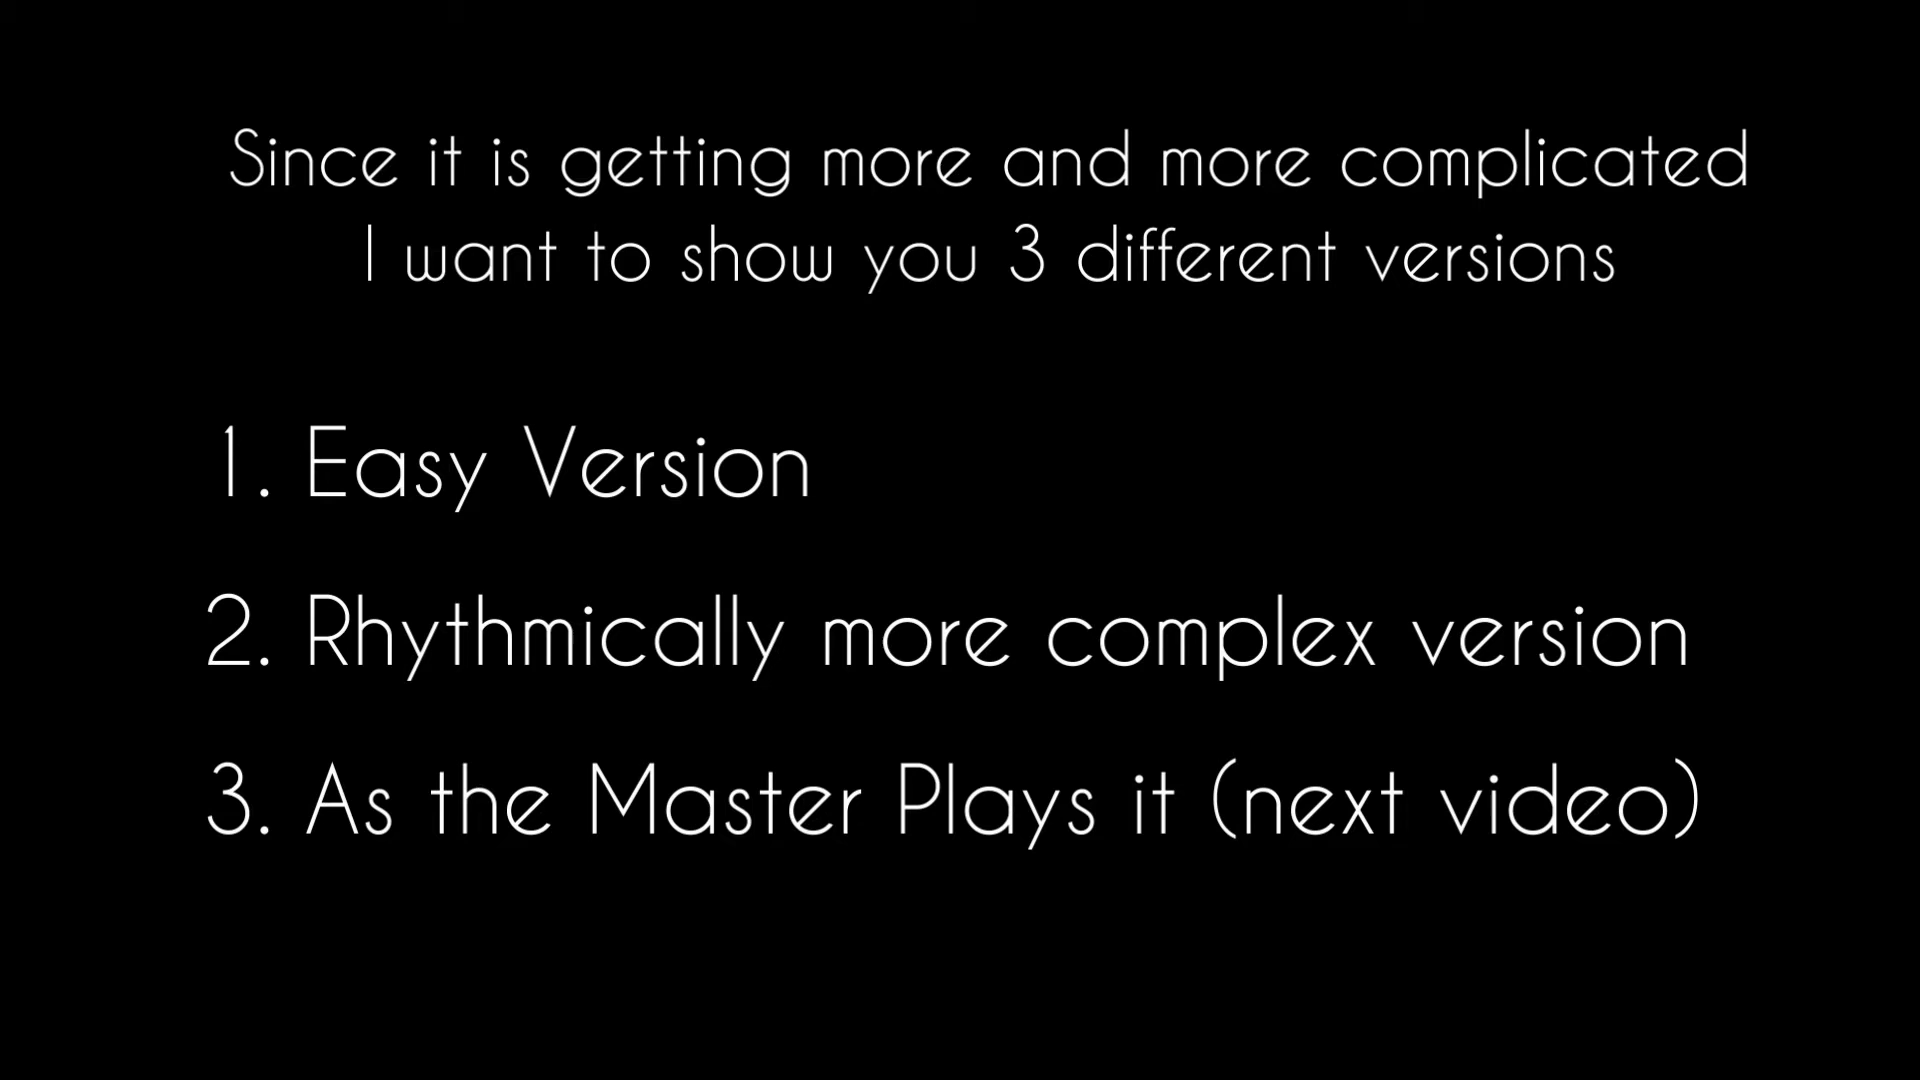 Since it is getting more and more complicated
I want to show you 3 different versions
1. Easy Version
2. Rhythmically more complex version
3. As the Master Plays it (next video)